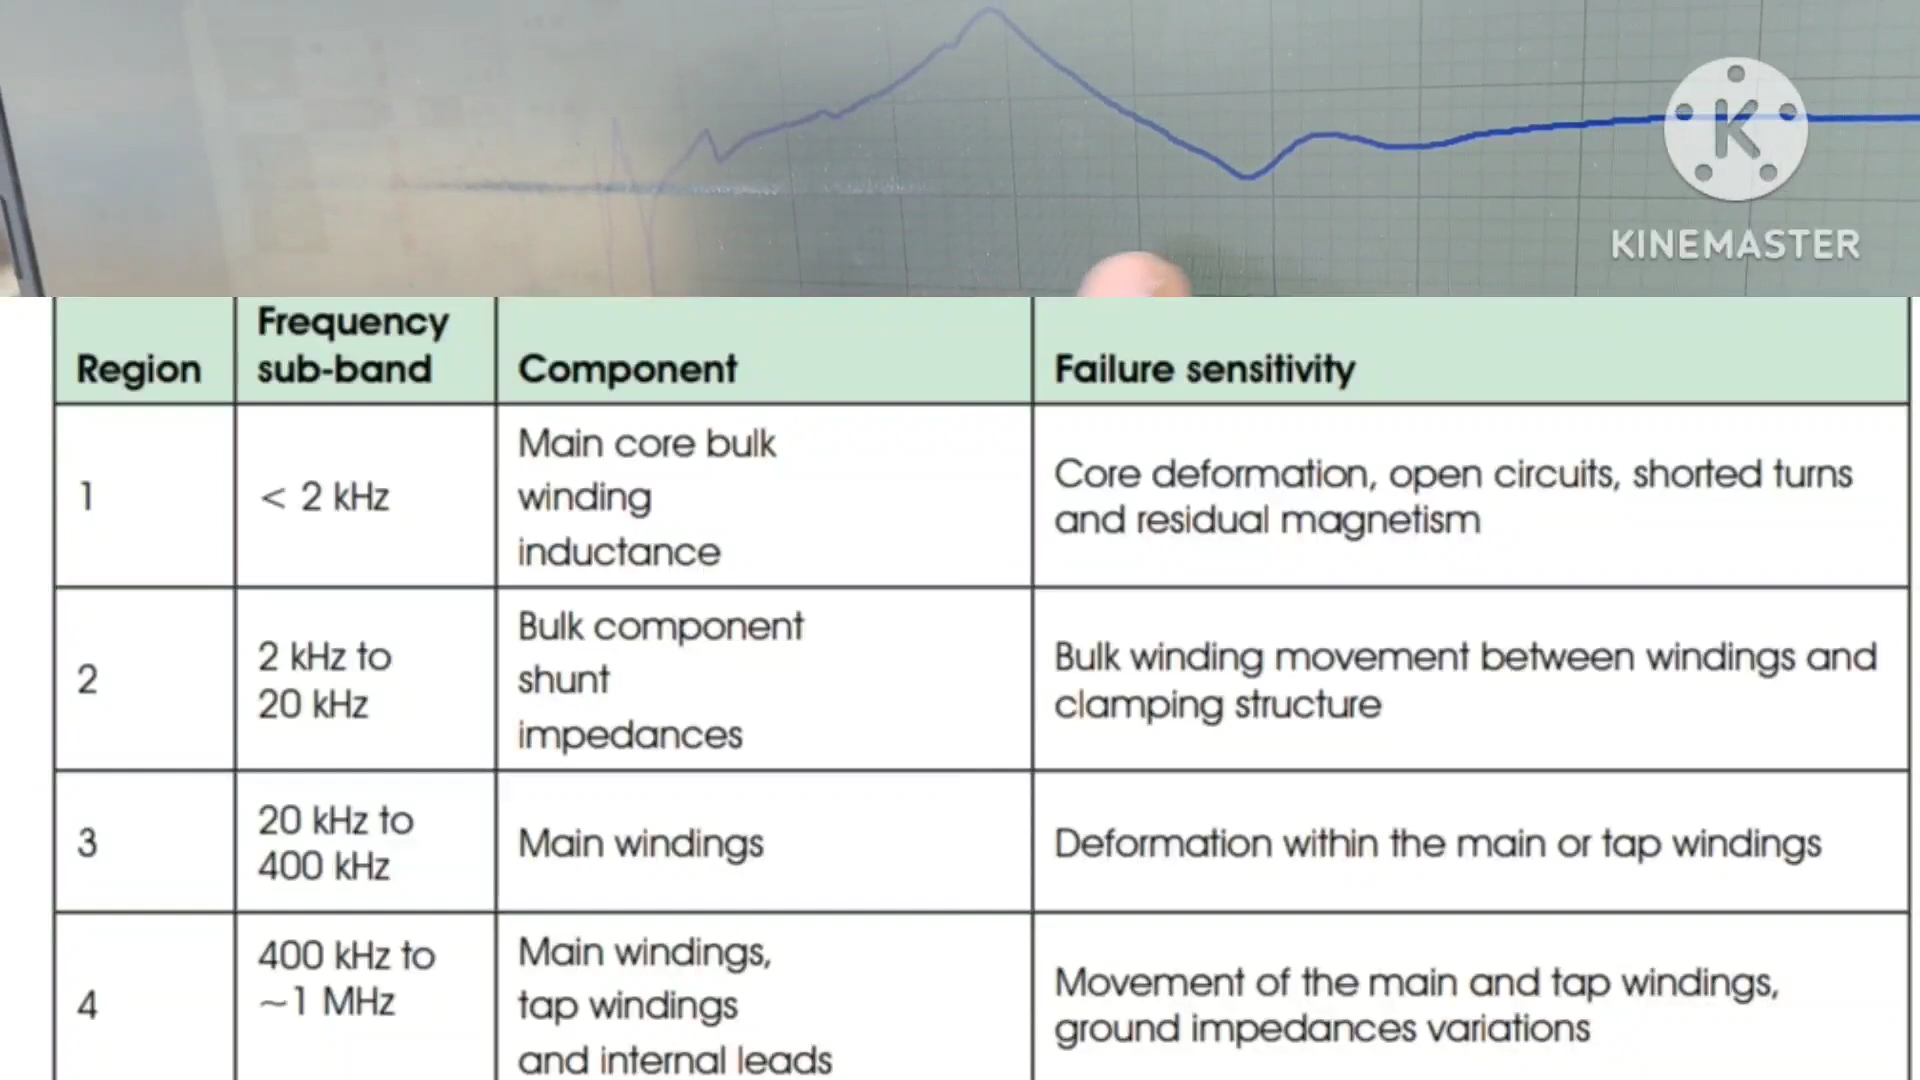 K
KINEMASTER
Region
Frequency
sub-band
Component
Failure sensitivity
1
< 2 kHz
Main core bulk
winding
inductance
Core deformation, open circuits, shorted turns
and residual magnetism
2
2 kHz to
20 kHz
Bulk component
shunt
impedances
Bulk winding movement between windings and
clamping structure
3
20 kHz to
400 kHz
Main windings
Deformation within the main or tap windings
4
400 kHz to
~1 MHz
Main windings,
tap windings
and internal leads
Movement of the main and tap windings,
ground impedances variations